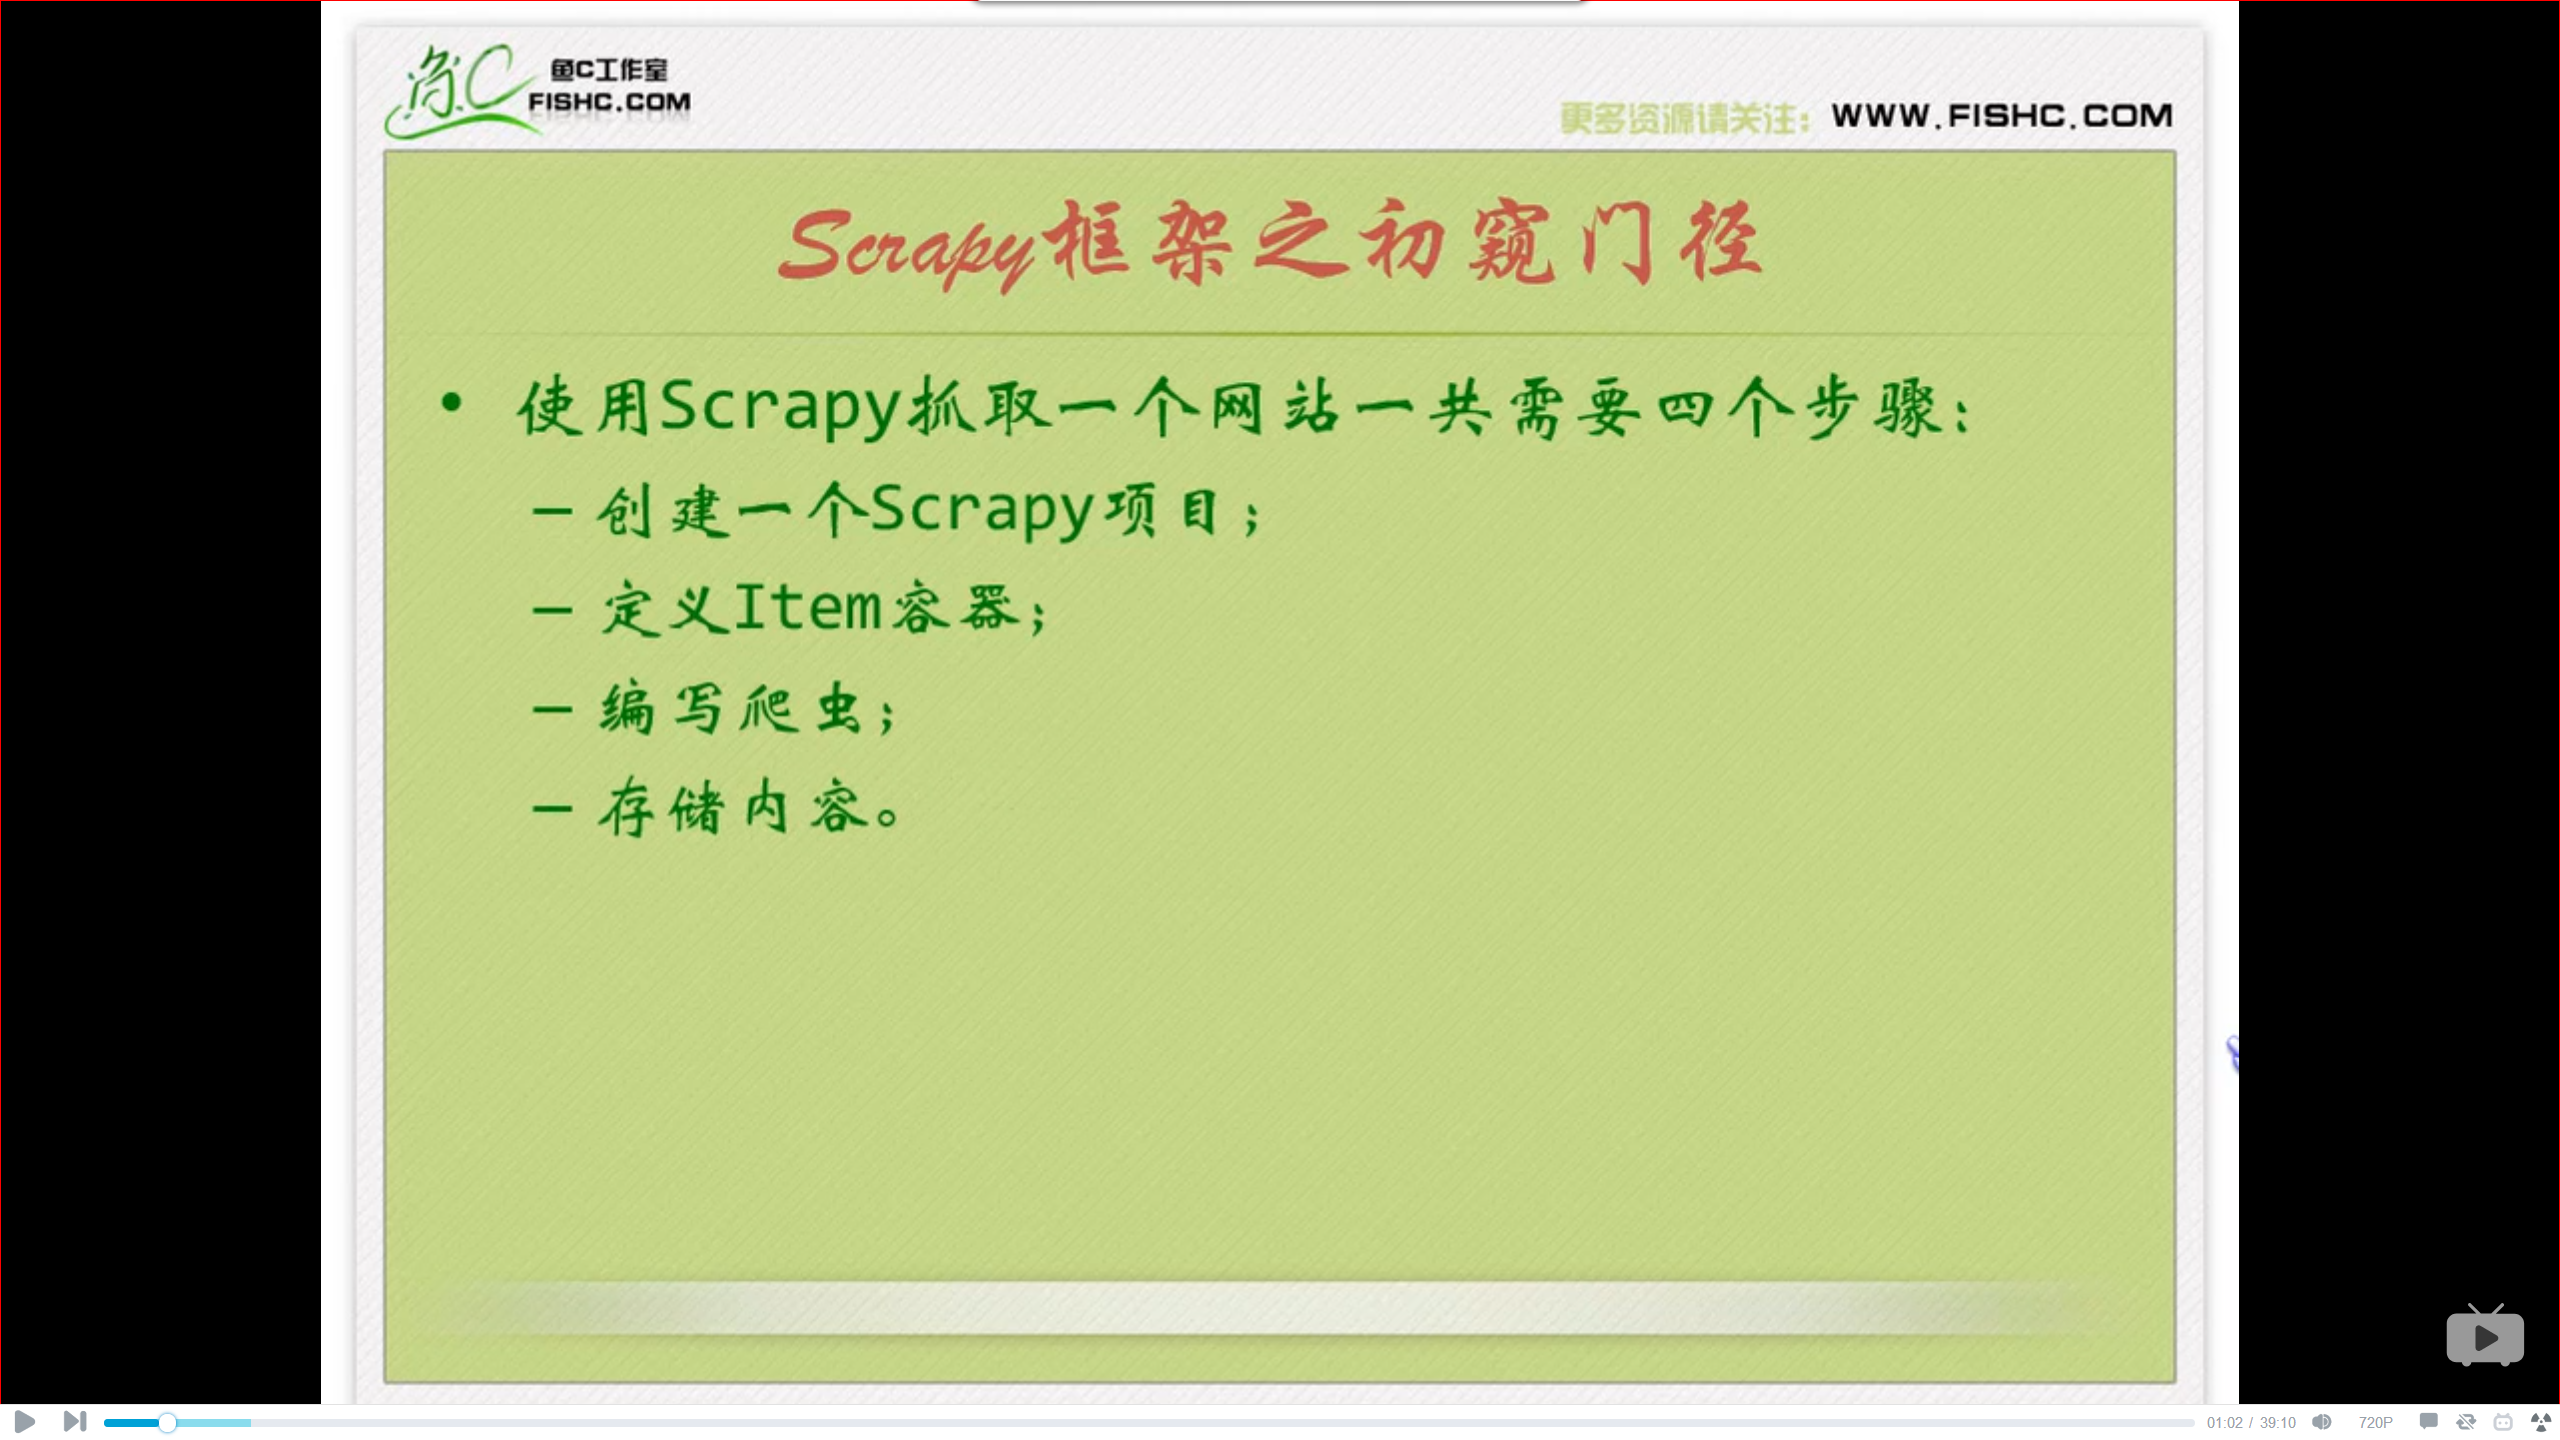 鱼C
鱼C工作室
FISHC.COM
更多资源请关注：WWW.FISHC.COM
Scrapy框架之初窥门径
• 使用Scrapy抓取一个网站一共需要四个步骤：
– 创建一个Scrapy项目；
– 定义Item容器；
– 编写爬虫；
– 存储内容。
01:02 / 39:10 720P